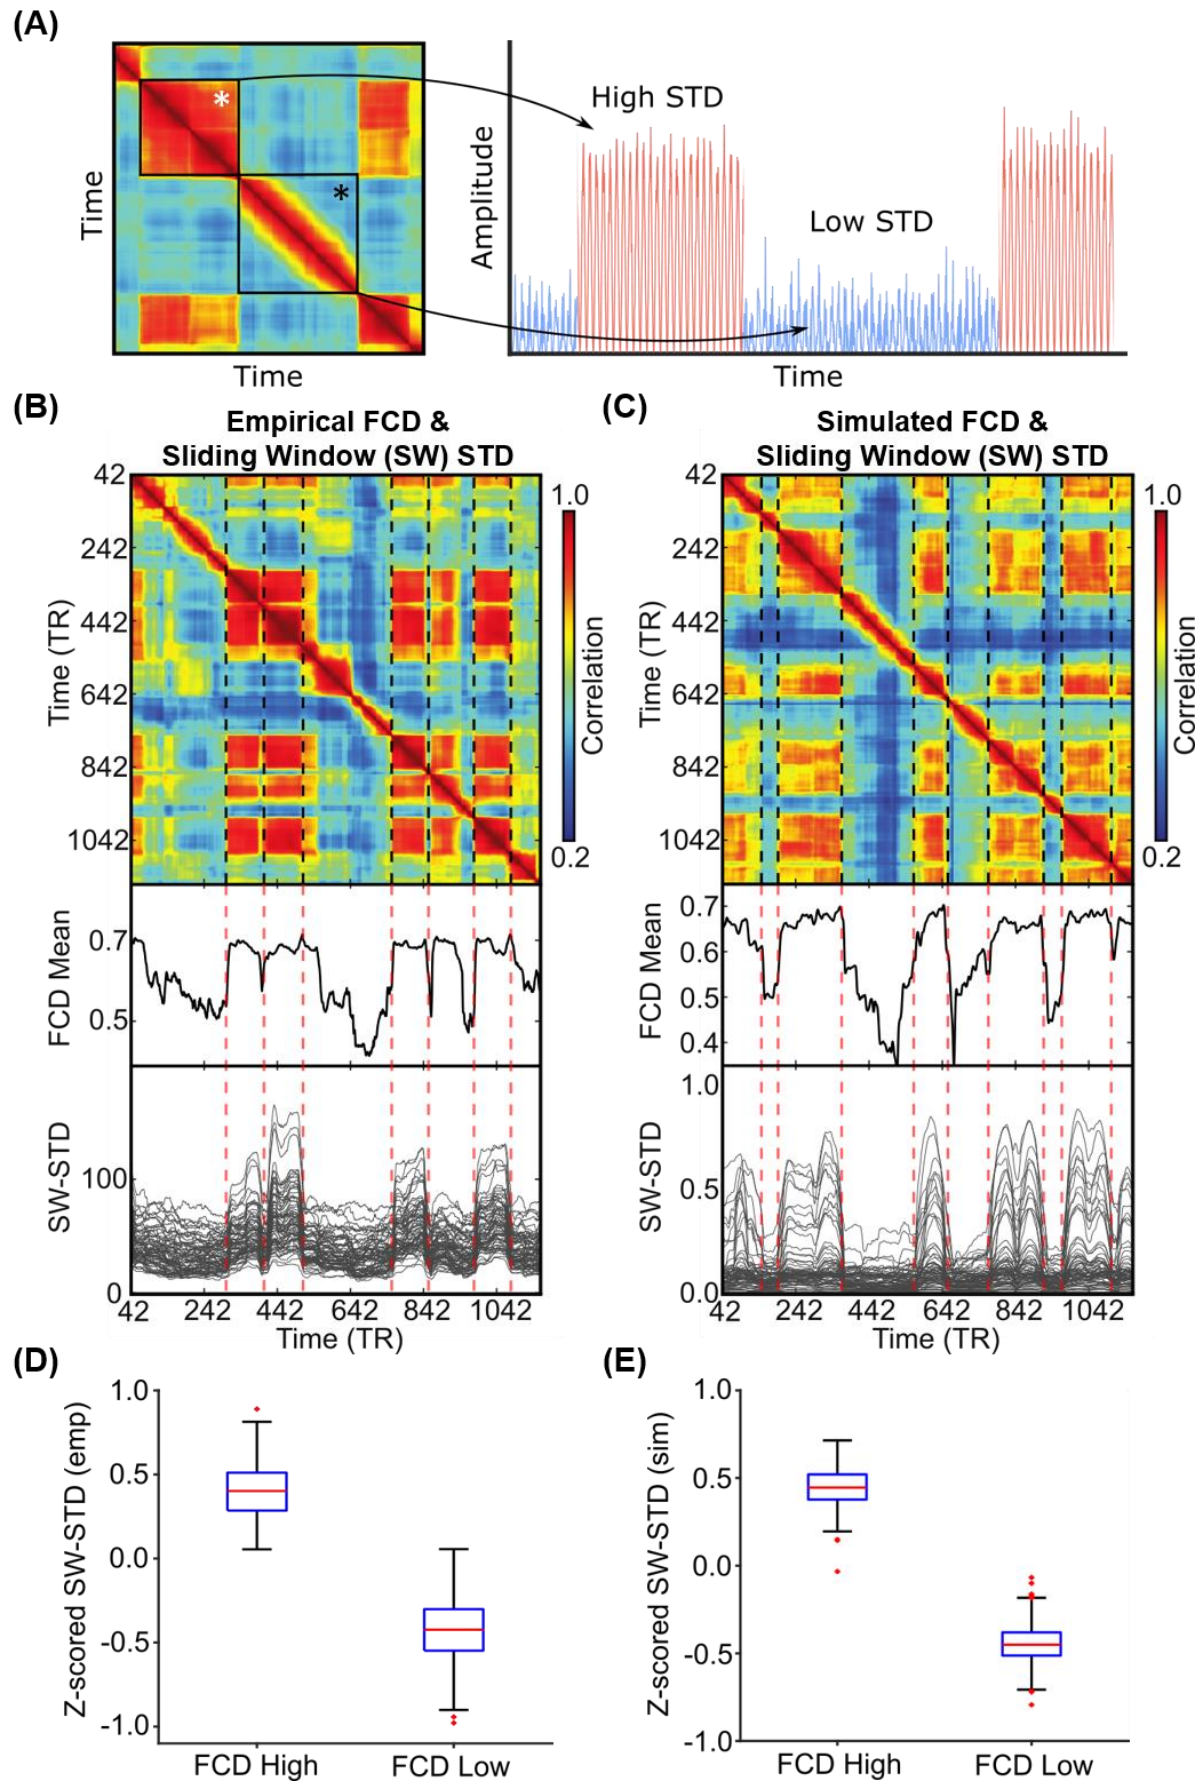 (A)
*
*
Time
Time
High STD
Low STD
Amplitude
Time
(B)
Empirical FCD &
Sliding Window (SW) STD
42
242
442
642
842
1042
Time (TR)
1.0
0.2
Correlation
0.7
0.5
FCD Mean
100
0
SW-STD
42 242 442 642 842 1042
Time (TR)
(C)
Simulated FCD &
Sliding Window (SW) STD
42
242
442
642
842
1042
Time (TR)
1.0
0.2
Correlation
0.7
0.6
0.5
0.4
FCD Mean
1.0
0.5
0.0
SW-STD
42 242 442 642 842 1042
Time (TR)
(D)
1.0
0.5
0.0
-0.5
-1.0
Z-scored SW-STD (emp)
FCD High FCD Low
(E)
1.0
0.5
0.0
-0.5
-1.0
Z-scored SW-STD (sim)
FCD High FCD Low